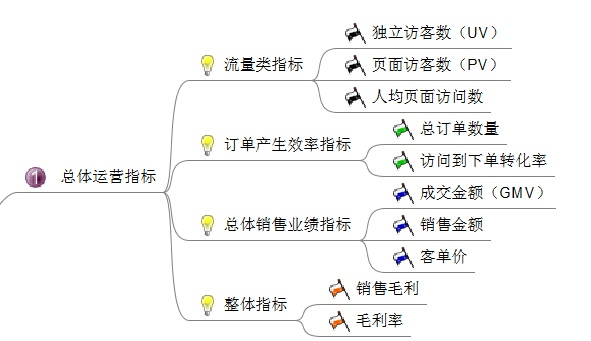 1
总体运营指标
流量类指标
独立访客数（UV）
页面访客数（PV）
人均页面访问数
订单产生效率指标
总订单数量
访问到下单转化率
总体销售业绩指标
成交金额（GMV）
销售金额
客单价
整体指标
销售毛利
毛利率